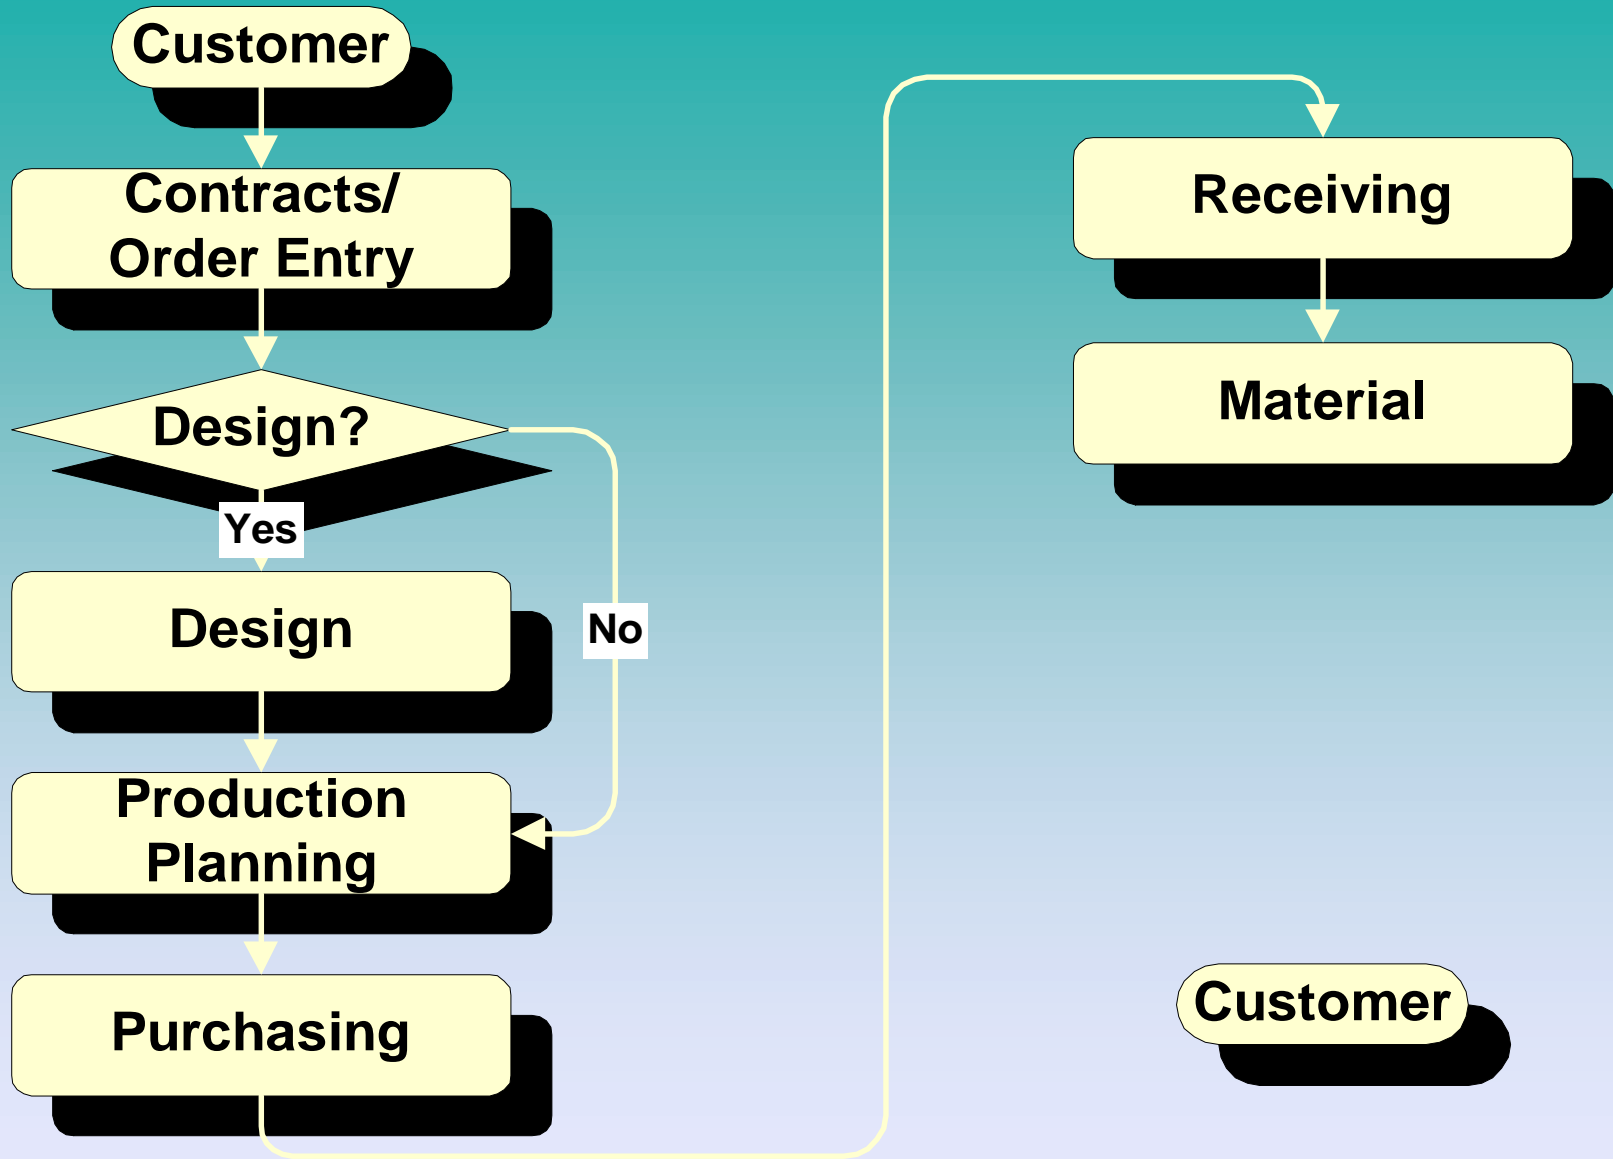 Customer
Contracts/
Order Entry
Design?
Yes
Design
No
Production
Planning
Purchasing
Receiving
Material
Customer